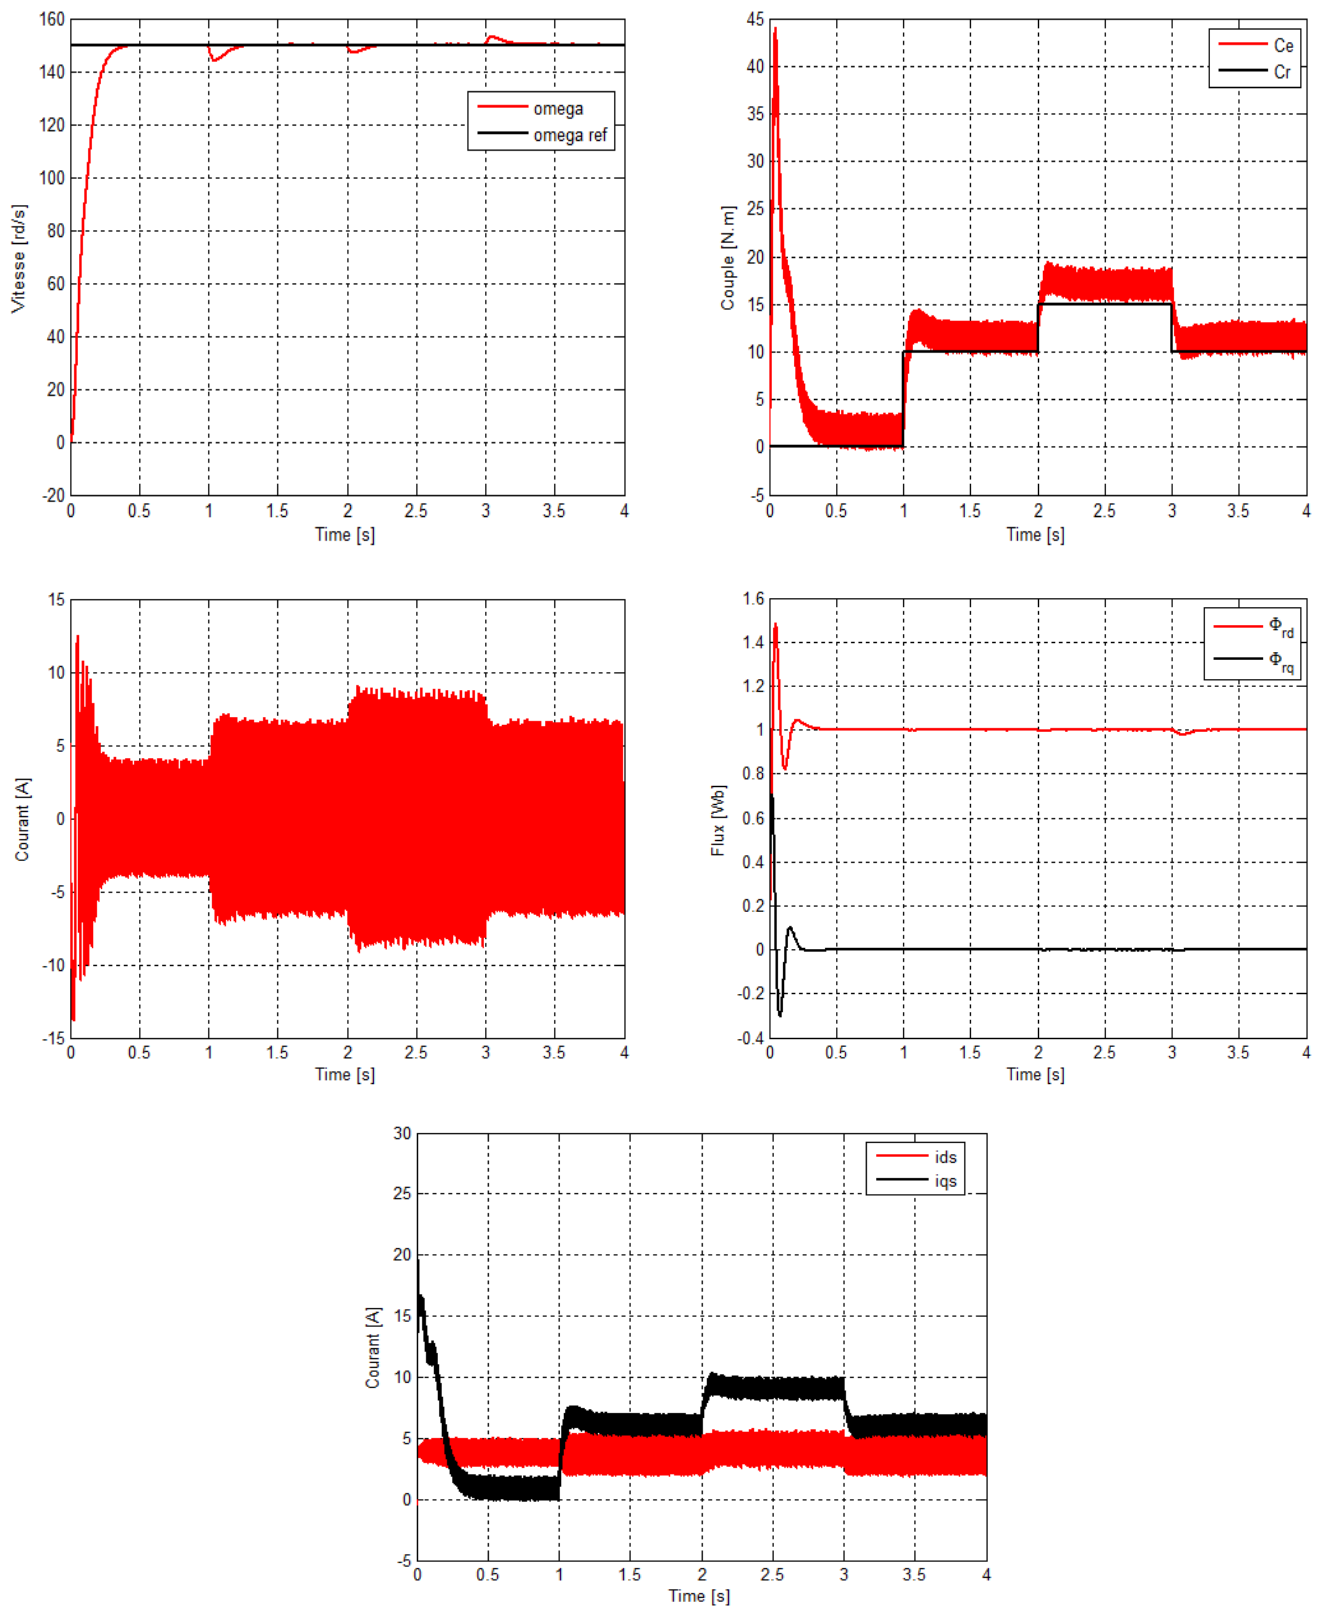 160
140
120
100
80
60
40
20
0
-20
Vitesse [rd/s]
omega
omega ref
0 0.5 1 1.5 2 2.5 3 3.5 4
Time [s]
45
40
35
30
25
20
15
10
5
0
-5
Couple [N.m]
Ce
Cr
0 0.5 1 1.5 2 2.5 3 3.5 4
Time [s]
15
10
5
0
-5
-10
-15
Courant [A]
0 0.5 1 1.5 2 2.5 3 3.5 4
Time [s]
1.6
1.4
1.2
1
0.8
0.6
0.4
0.2
0
-0.2
-0.4
Flux [Wb]
Φrd
Φrq
0 0.5 1 1.5 2 2.5 3 3.5 4
Time [s]
30
25
20
15
10
5
0
-5
Courant [A]
ids
iqs
0 0.5 1 1.5 2 2.5 3 3.5 4
Time [s]